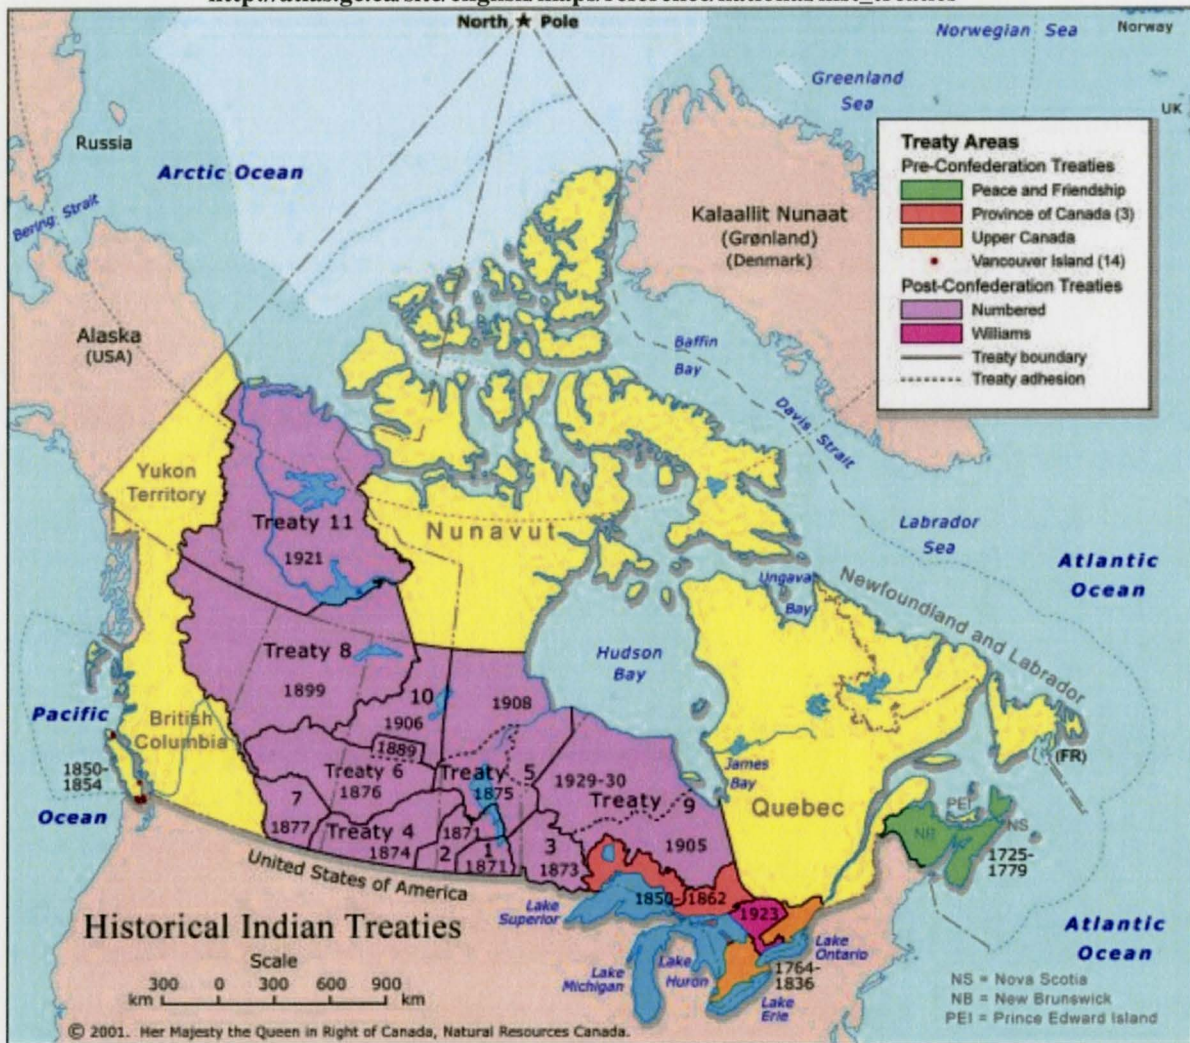 North ★ Pole
Norwegian Sea
Norway
Greenland
Sea
UK
Russia
Arctic Ocean
Bering Strait
Kalaallit Nunaat
(Grønland)
(Denmark)
Treaty Areas
Pre-Confederation Treaties
Peace and Friendship
Province of Canada (3)
Upper Canada
Vancouver Island (14)
Post-Confederation Treaties
Numbered
Williams
Treaty boundary
Treaty adhesion
Alaska
(USA)
Baffin
Bay
Davis Strait
Yukon
Territory
Treaty 11
1921
Nunavut
Labrador
Sea
Atlantic
Ocean
Ungava
Bay
Newfoundland and Labrador
Hudson
Bay
Treaty 8
1899
10
1906
1908
1889
Pacific
Ocean
British
Columbia
1850-
1854
(FR)
James
Bay
Treaty 6
1876
Treaty 5
1875
1929-30
Treaty 9
1905
Quebec
7
1877
Treaty 4
1874
1871
2
1
1871
3
1873
PEI
NB
NS
1725-
1779
United States of America
1850-1862
1923
Lake
Superior
Historical Indian Treaties
Lake
Michigan
Lake
Huron
Lake
Ontario
1764-
1836
Lake
Erie
Atlantic
Ocean
Scale
300 0 300 600 900
km km
NS = Nova Scotia
NB = New Brunswick
PEI = Prince Edward Island
© 2001. Her Majesty the Queen in Right of Canada, Natural Resources Canada.